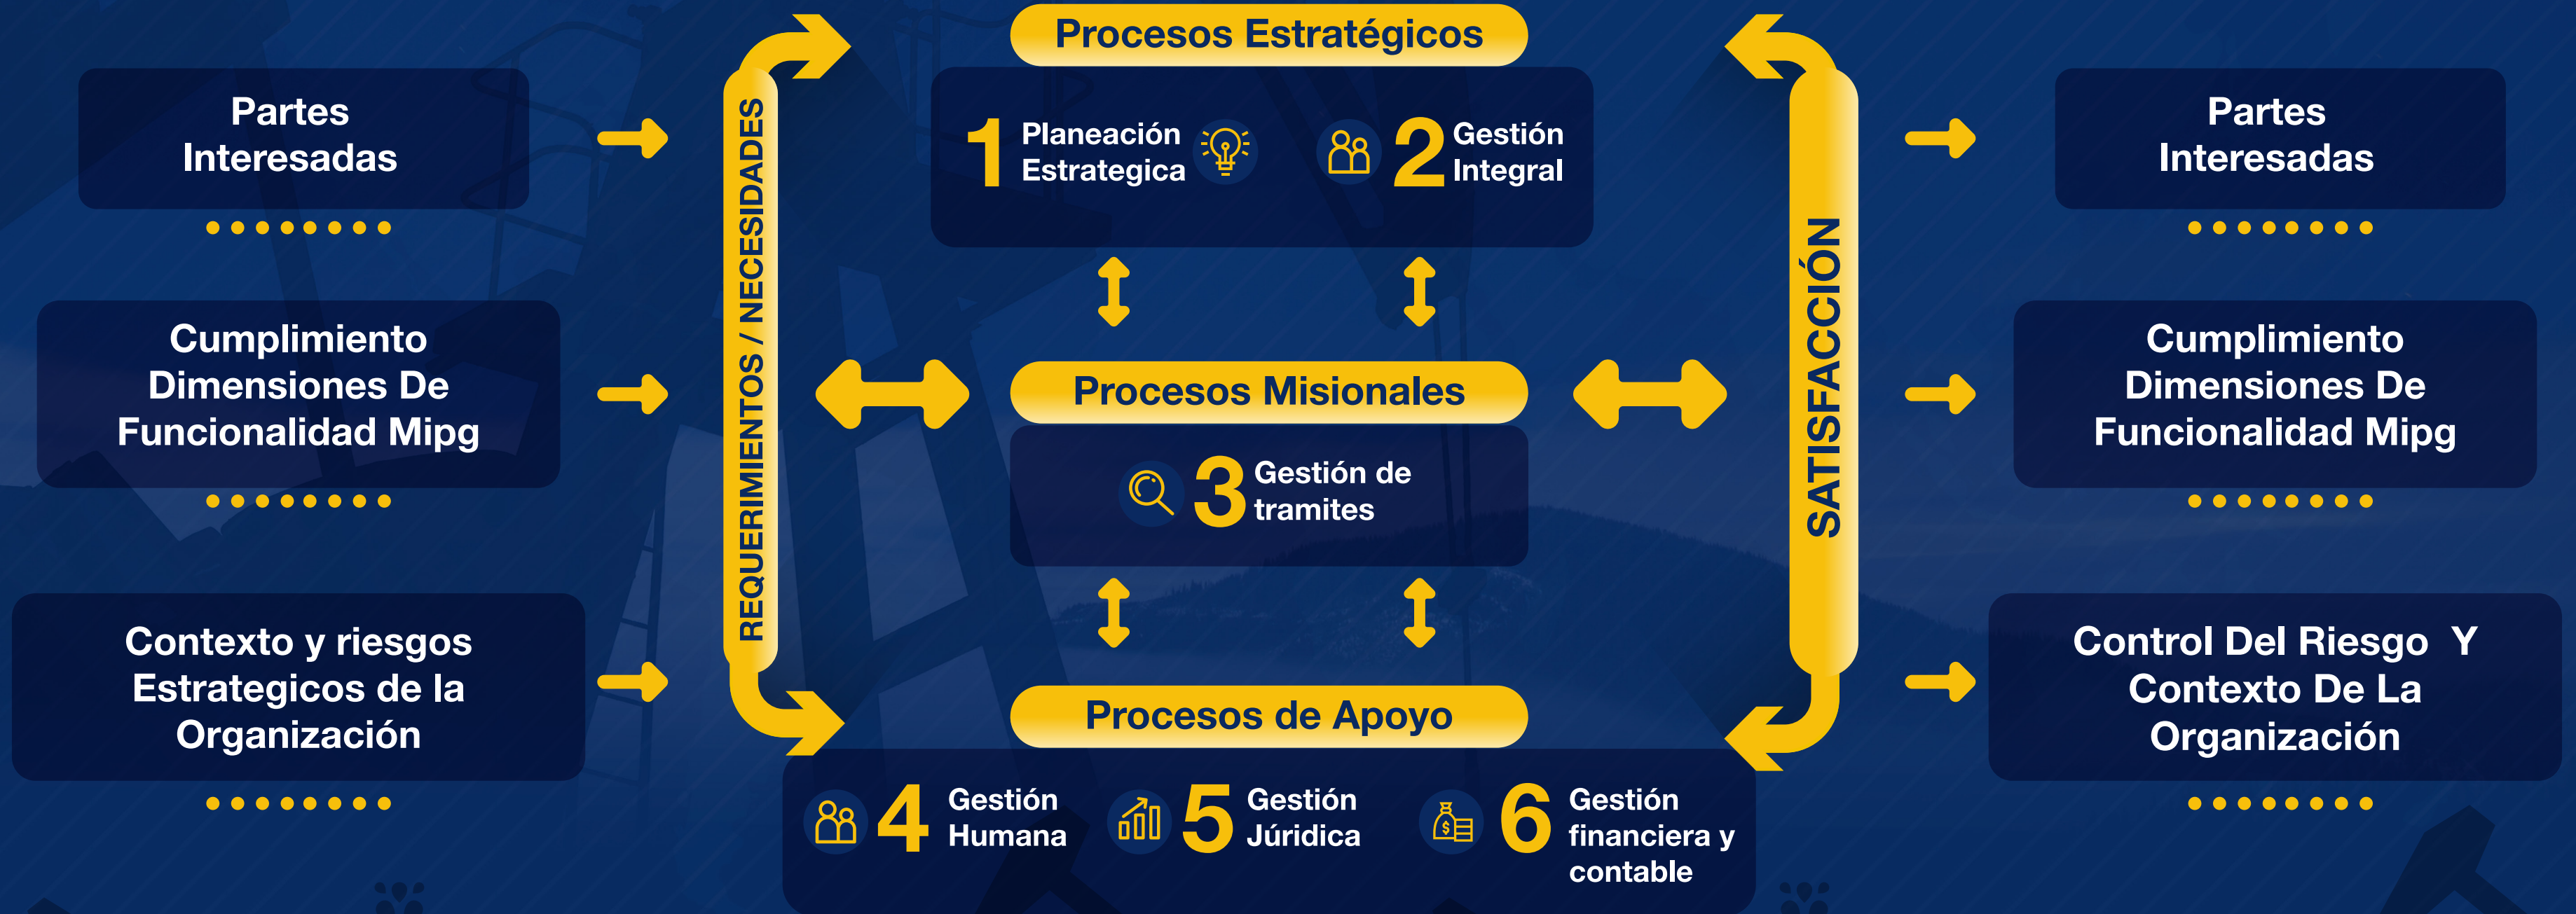 Partes
Interesadas
Cumplimiento
Dimensiones De
Funcionalidad Mipg
Contexto y riesgos
Estrategicos de la
Organización
REQUERIMIENTOS / NECESIDADES
Procesos Estratégicos
1 Planeación
Estrategica
2 Gestión
Integral
Procesos Misionales
3 Gestión de
tramites
Procesos de Apoyo
4 Gestión
Humana
5 Gestión
Júridica
6 Gestión
financiera y
contable
SATISFACCIÓN
Partes
Interesadas
Cumplimiento
Dimensiones De
Funcionalidad Mipg
Control Del Riesgo Y
Contexto De La
Organización